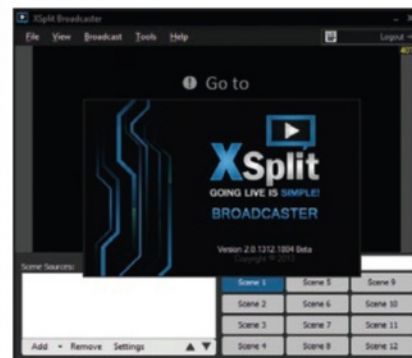 XSplit Broadcaster
File View Broadcast Tools Help
Logout
Go to
XSplit
GOING LIVE IS SIMPLE!
BROADCASTER
Version 2.0.1312.1804 Beta
Copyright © 2013
Scene Sources:
Scene 1 Scene 5 Scene 9
Scene 2 Scene 6 Scene 10
Scene 3 Scene 7 Scene 11
Add Remove Settings Scene 4 Scene 8 Scene 12